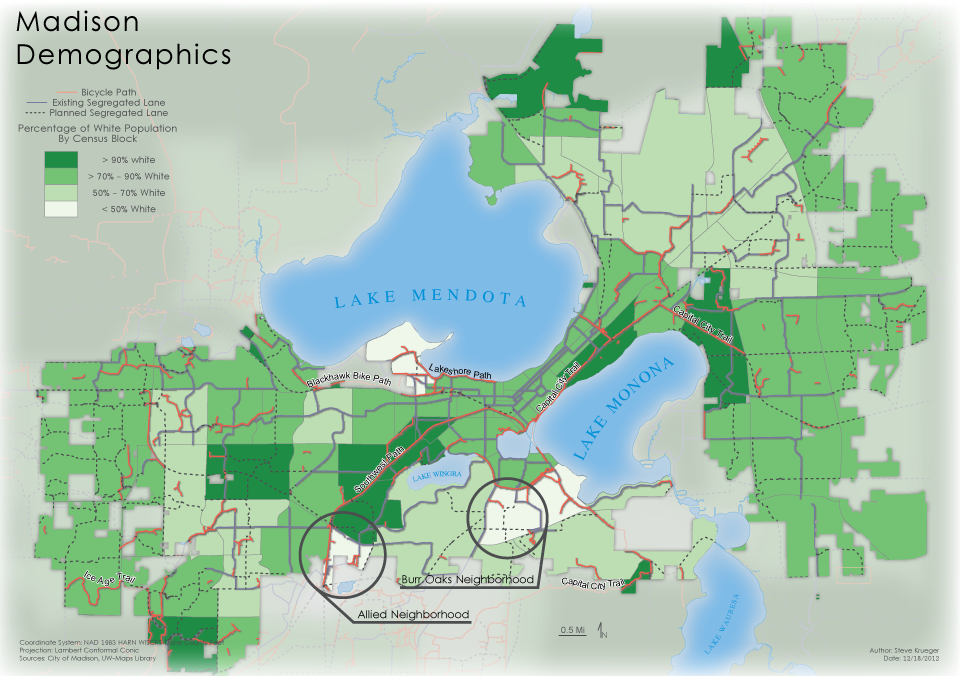 Madison
Demographics
Bicycle Path
Existing Segregated Lane
Planned Segregated Lane
Percentage of White Population
By Census Block
> 90% white
> 70% - 90% White
50% - 70% White
< 50% White
LAKE MENDOTA
Capital City Trail
Lakeshore Path
Blackhawk Bike Path
Capital City Trail
LAKE MONONA
Southwest Path
LAKE WINGRA
Ice Age Trail
Burr Oaks Neighborhood
Capital City Trail
Allied Neighborhood
LAKE WAUBESA
0.5 Mi
N
Coordinate System: NAD 1983 HARN
Projection: Lambert Conformal Conic
Sources: City of Madison, UW-Maps Library
Author: Steve Krueger
Date: 12/18/2012